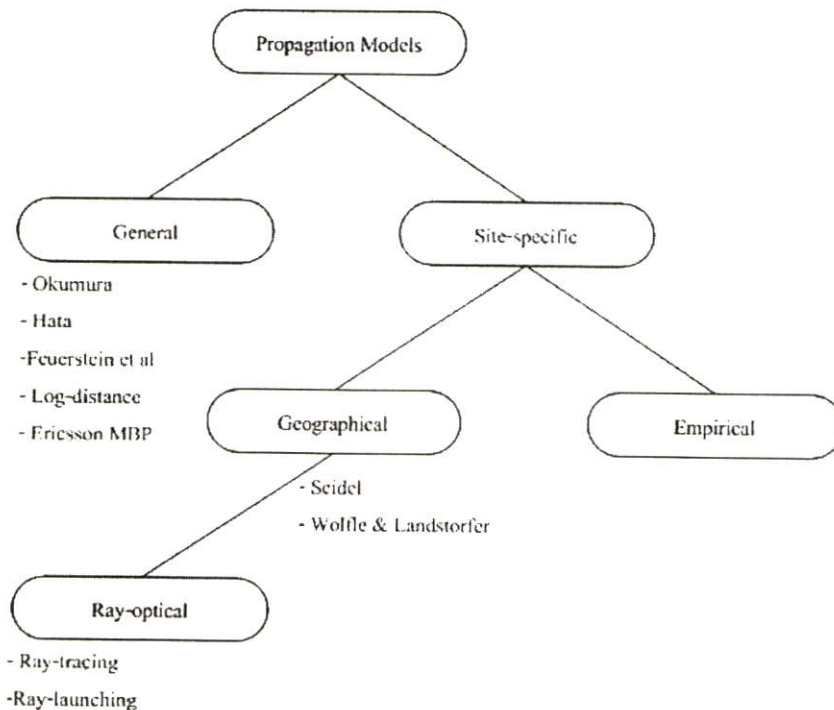 Propagation Models
General
Site-specific
- Okumura
- Hata
-Feuerstein et al
- Log-distance
- Ericsson MBP
Geographical
Empirical
- Seidel
- Wolfle & Landstorfer
Ray-optical
- Ray-tracing
-Ray-launching